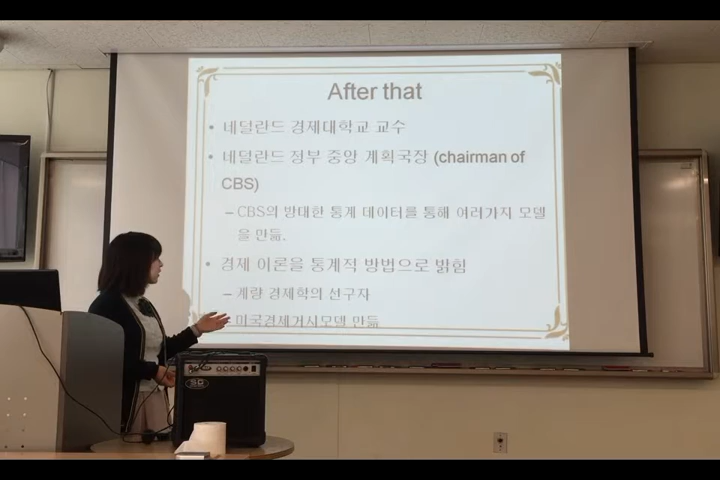 After that
• 네덜란드 경제대학교 교수
• 네덜란드 정부 중앙 계획국장 (chairman of
CBS)
– CBS의 방대한 통계 데이터를 통해 여러가지 모델
을 만듦.
• 경제 이론을 통계적 방법으로 밝힘
– 계량 경제학의 선구자
미국경제거시모델 만듦